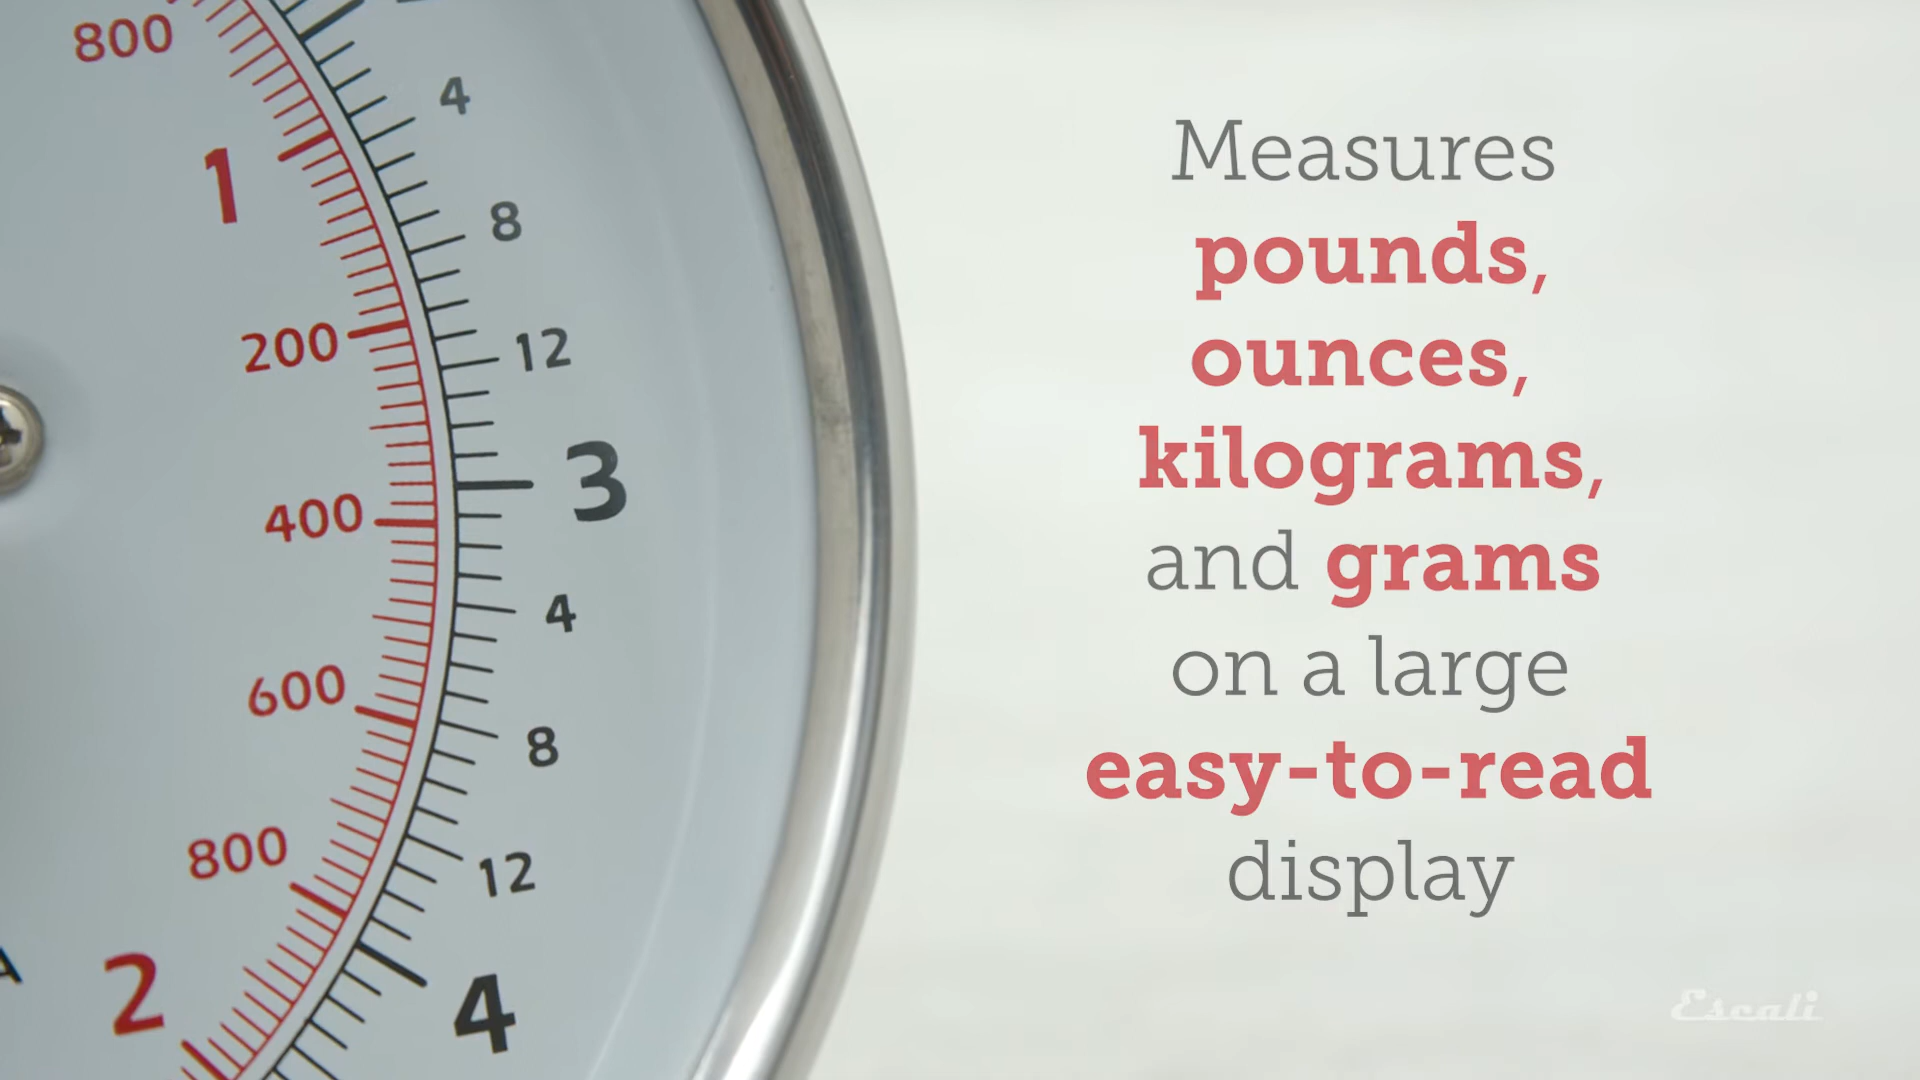 800
4
1
8
200
12
3
400
4
600
8
800
12
2
4
Measures
pounds,
ounces,
kilograms,
and grams
on a large
easy-to-read
display
Escali